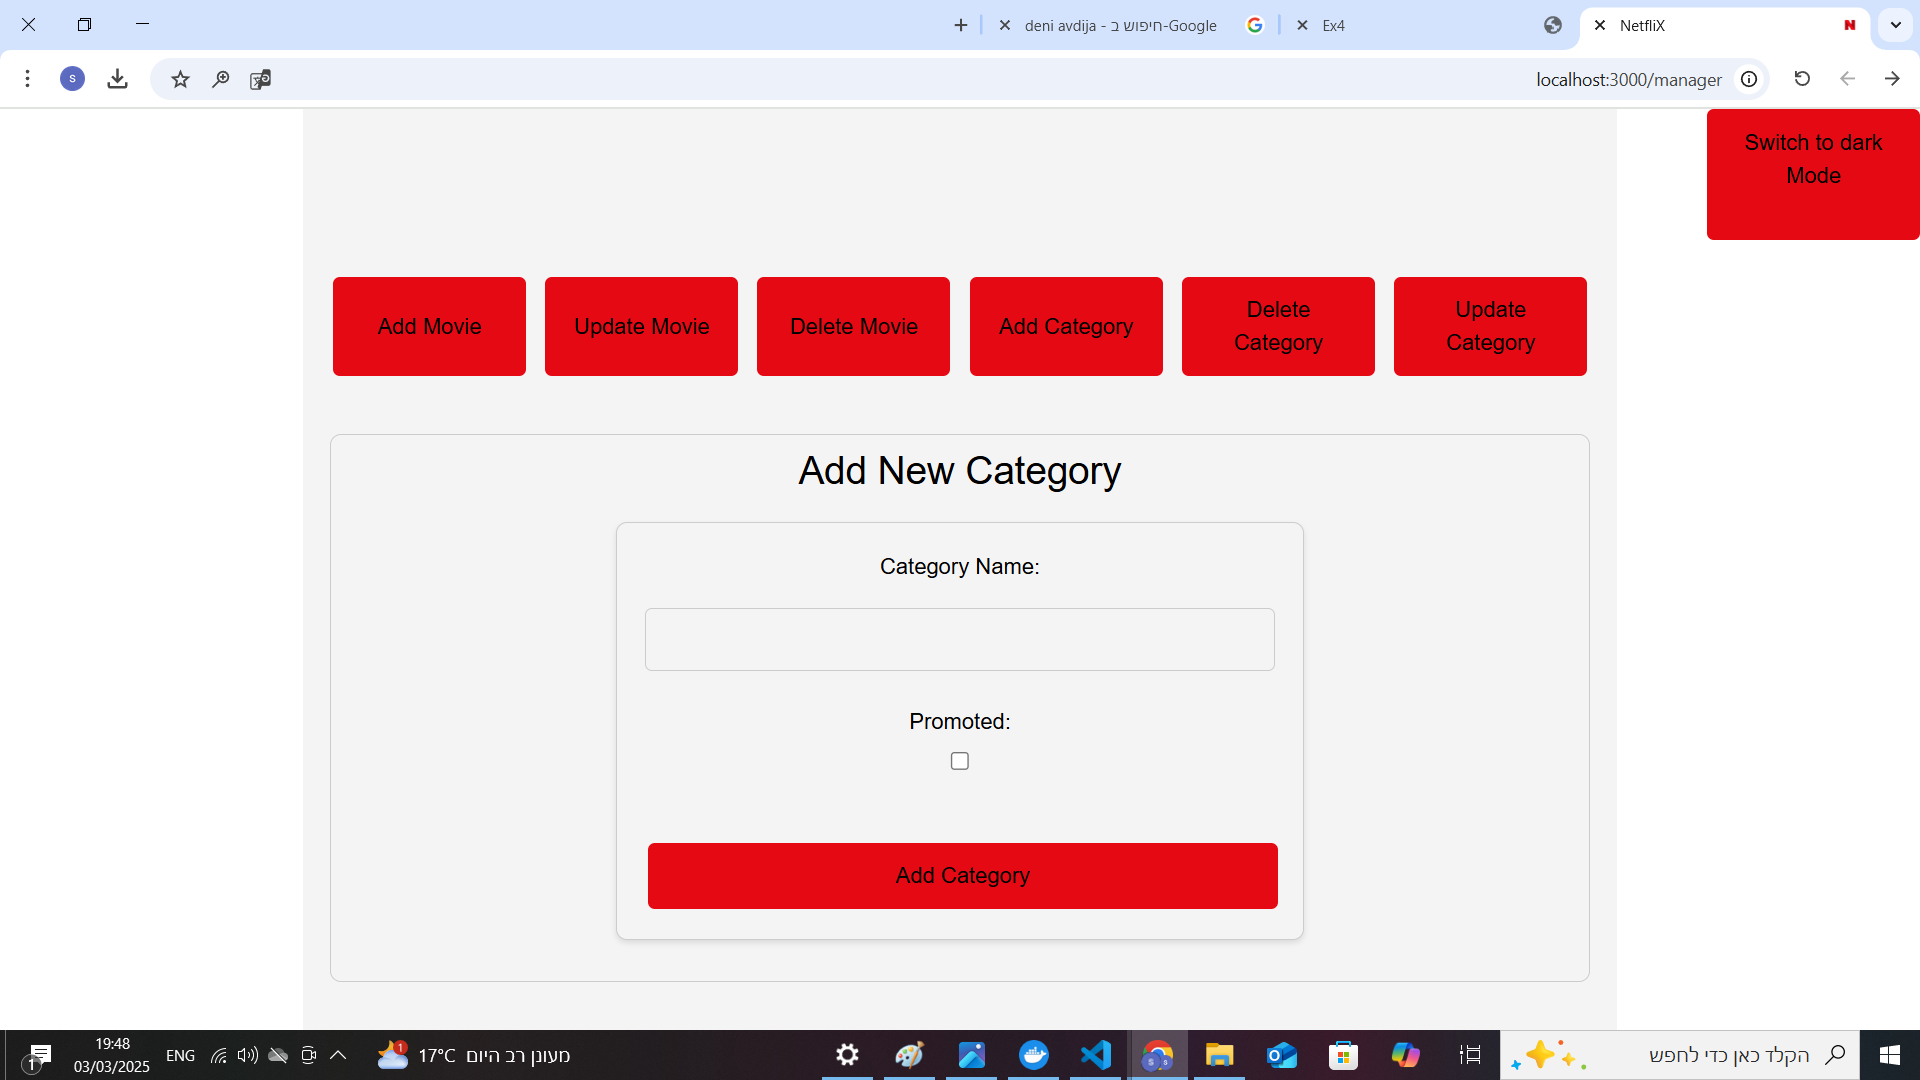 deni avdija - חיפוש ב-Google
Ex4
NetfliX
N
S
localhost:3000/manager
Switch to dark
Mode
Add Movie
Update Movie
Delete Movie
Add Category
Delete
Category
Update
Category
Add New Category
Category Name:
Promoted:
Add Category
1
19:48
03/03/2025
ENG
1
17°C מעונן רב היום
הקלד כאן כדי לחפש